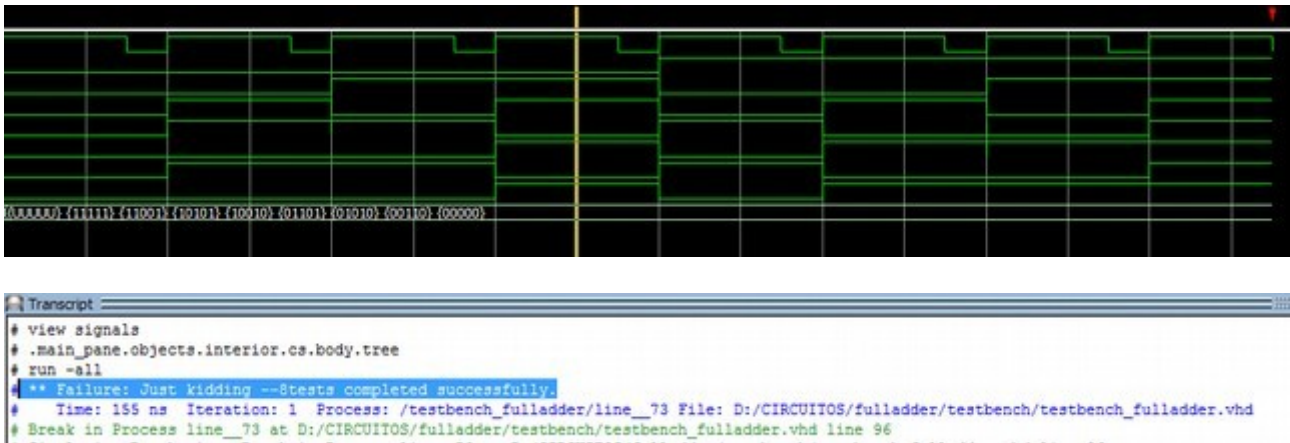 {UUUUU} {11111} {11001} {10101} {10010} {01101} {01010} {00110} {00000}
Transcript
# view signals
# .main_pane.objects.interior.cs.body.tree
# run -all
# ** Failure: Just kidding --8tests completed successfully.
# Time: 155 ns Iteration: 1 Process: /testbench_fulladder/line__73 File: D:/CIRCUITOS/fulladder/testbench/testbench_fulladder.vhd
# Break in Process line__73 at D:/CIRCUITOS/fulladder/testbench/testbench_fulladder.vhd line 96